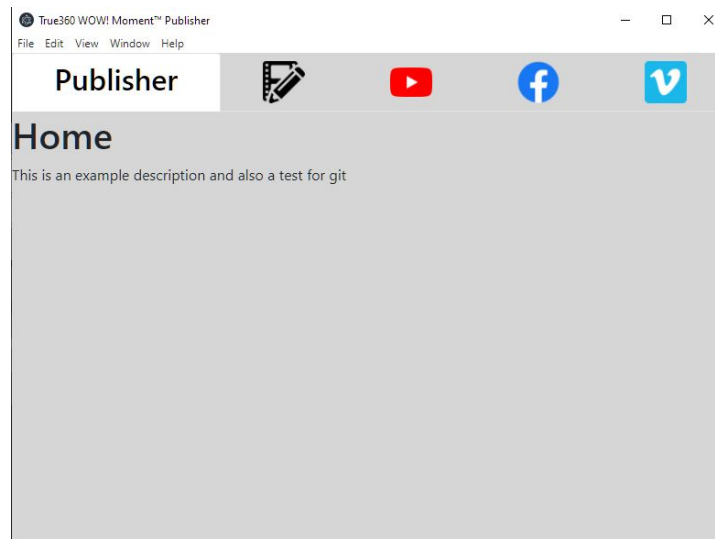 True360 WOW! Moment™ Publisher
File Edit View Window Help
Publisher
Home
This is an example description and also a test for git